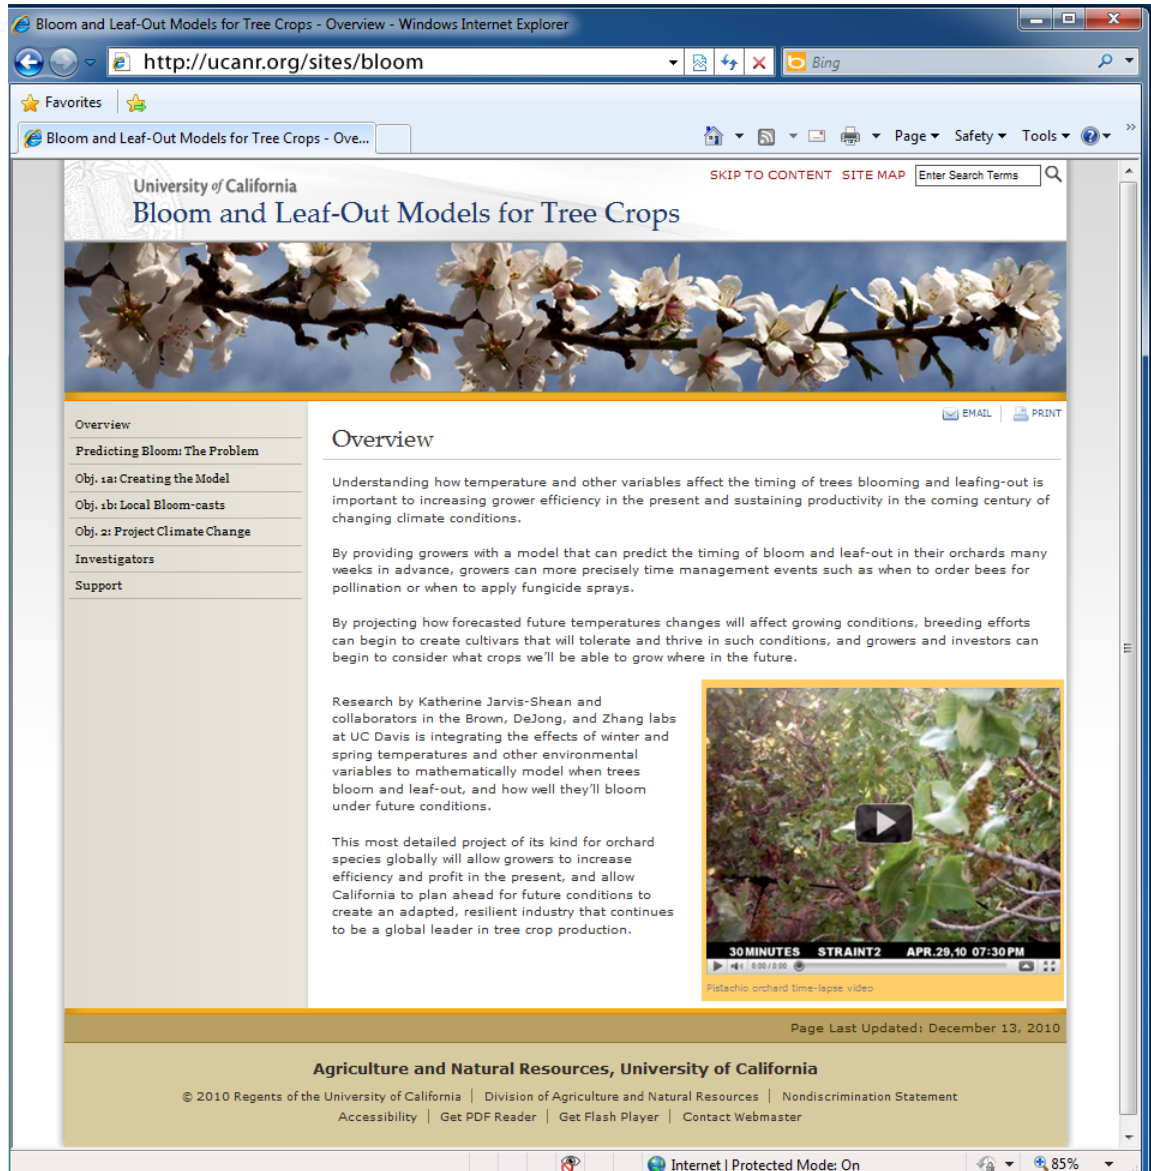 Bloom and Leaf-Out Models for Tree Crops - Overview - Windows Internet Explorer
http://ucanr.org/sites/bloom
Bing
Favorites
Bloom and Leaf-Out Models for Tree Crops - Ove...
Page Safety Tools
SKIP TO CONTENT SITE MAP Enter Search Terms
University of California
Bloom and Leaf-Out Models for Tree Crops
EMAIL PRINT
Overview
Predicting Bloom: The Problem
Obj. 1a: Creating the Model
Obj. 1b: Local Bloom-casts
Obj. 2: Project Climate Change
Investigators
Support
Overview
Understanding how temperature and other variables affect the timing of trees blooming and leafing-out is
important to increasing grower efficiency in the present and sustaining productivity in the coming century of
changing climate conditions.
By providing growers with a model that can predict the timing of bloom and leaf-out in their orchards many
weeks in advance, growers can more precisely time management events such as when to order bees for
pollination or when to apply fungicide sprays.
By projecting how forecasted future temperatures changes will affect growing conditions, breeding efforts
can begin to create cultivars that will tolerate and thrive in such conditions, and growers and investors can
begin to consider what crops we'll be able to grow where in the future.
Research by Katherine Jarvis-Shean and
collaborators in the Brown, DeJong, and Zhang labs
at UC Davis is integrating the effects of winter and
spring temperatures and other environmental
variables to mathematically model when trees
bloom and leaf-out, and how well they'll bloom
under future conditions.
This most detailed project of its kind for orchard
species globally will allow growers to increase
efficiency and profit in the present, and allow
California to plan ahead for future conditions to
create an adapted, resilient industry that continues
to be a global leader in tree crop production.
30 MINUTES STRAINT2 APR.29,10 07:30 PM
0:00 / 0:00
Pistachio orchard time-lapse video
Page Last Updated: December 13, 2010
Agriculture and Natural Resources, University of California
© 2010 Regents of the University of California | Division of Agriculture and Natural Resources | Nondiscrimination Statement
Accessibility | Get PDF Reader | Get Flash Player | Contact Webmaster
Internet | Protected Mode: On
85%